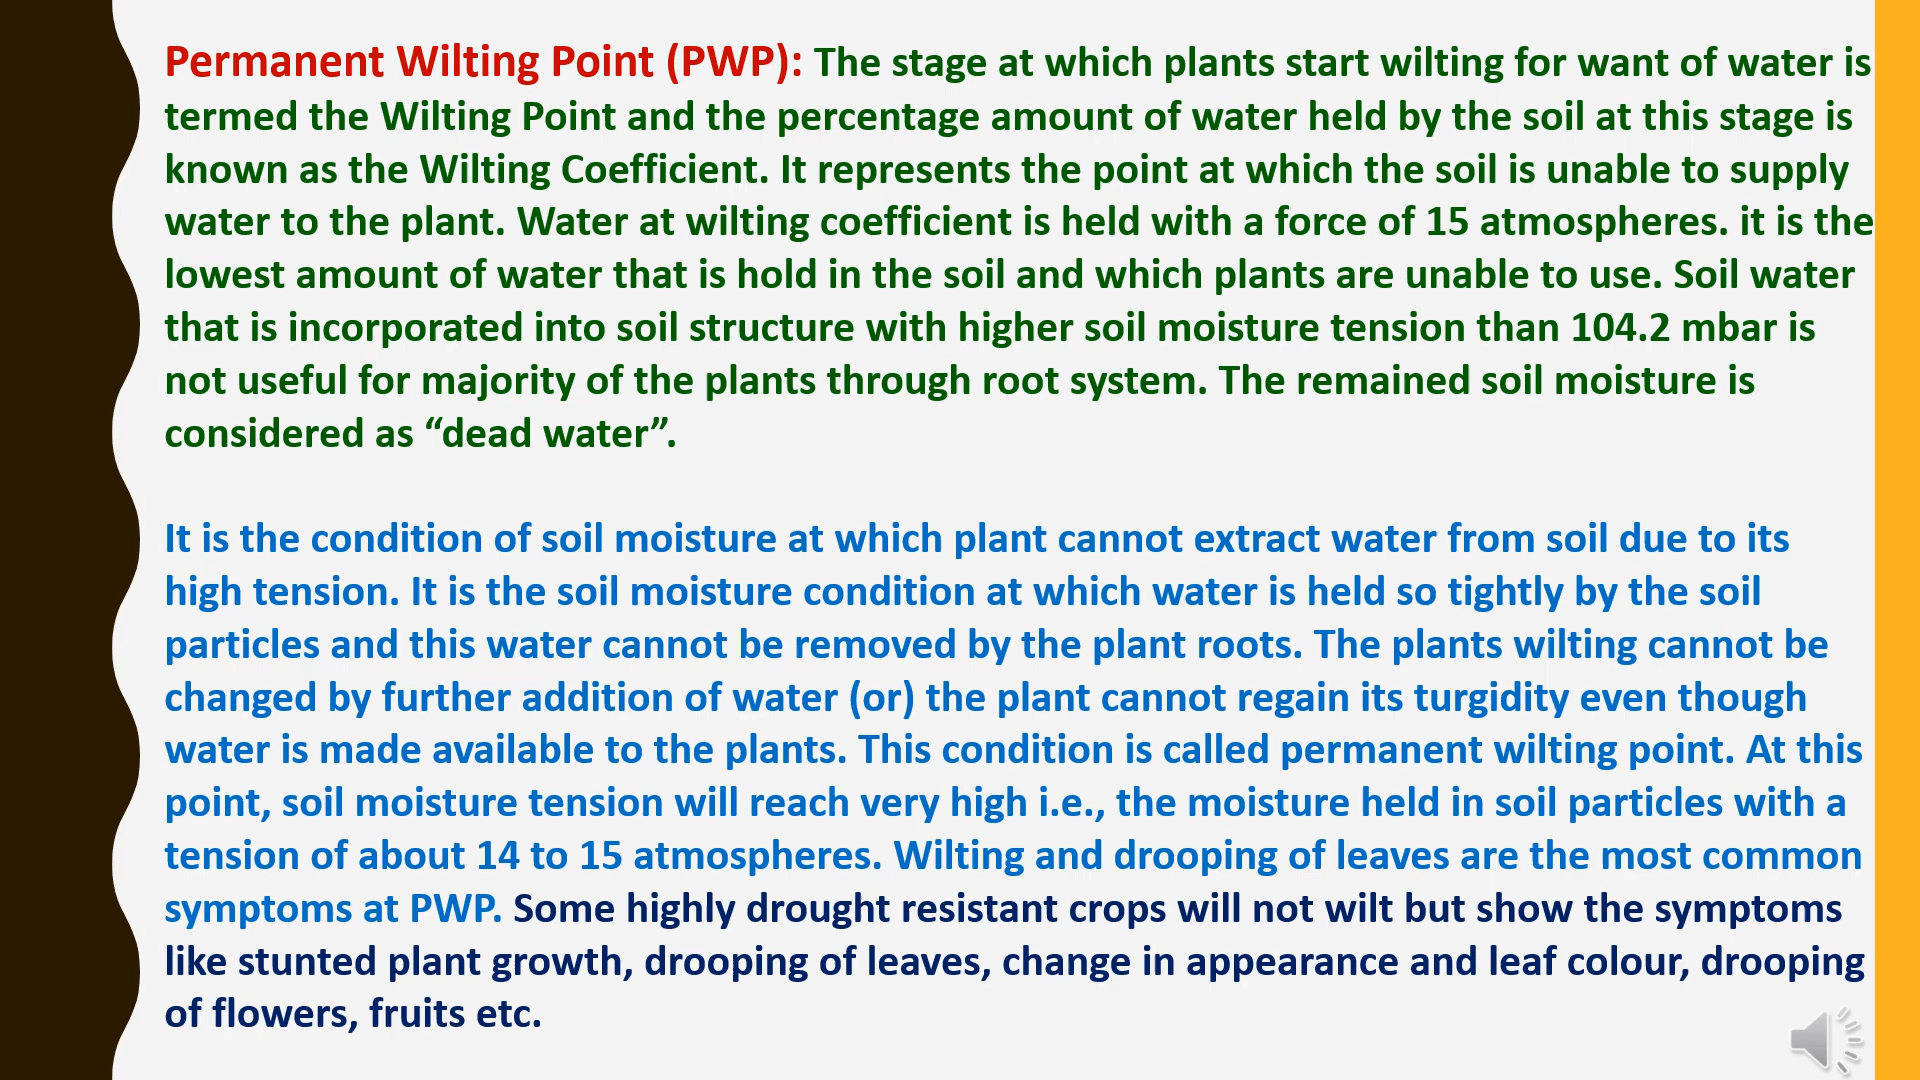 Permanent Wilting Point (PWP): The stage at which plants start wilting for want of water is
termed the Wilting Point and the percentage amount of water held by the soil at this stage is
known as the Wilting Coefficient. It represents the point at which the soil is unable to supply
water to the plant. Water at wilting coefficient is held with a force of 15 atmospheres. it is the
lowest amount of water that is hold in the soil and which plants are unable to use. Soil water
that is incorporated into soil structure with higher soil moisture tension than 104.2 mbar is
not useful for majority of the plants through root system. The remained soil moisture is
considered as “dead water”.
It is the condition of soil moisture at which plant cannot extract water from soil due to its
high tension. It is the soil moisture condition at which water is held so tightly by the soil
particles and this water cannot be removed by the plant roots. The plants wilting cannot be
changed by further addition of water (or) the plant cannot regain its turgidity even though
water is made available to the plants. This condition is called permanent wilting point. At this
point, soil moisture tension will reach very high i.e., the moisture held in soil particles with a
tension of about 14 to 15 atmospheres. Wilting and drooping of leaves are the most common
symptoms at PWP. Some highly drought resistant crops will not wilt but show the symptoms
like stunted plant growth, drooping of leaves, change in appearance and leaf colour, drooping
of flowers, fruits etc.